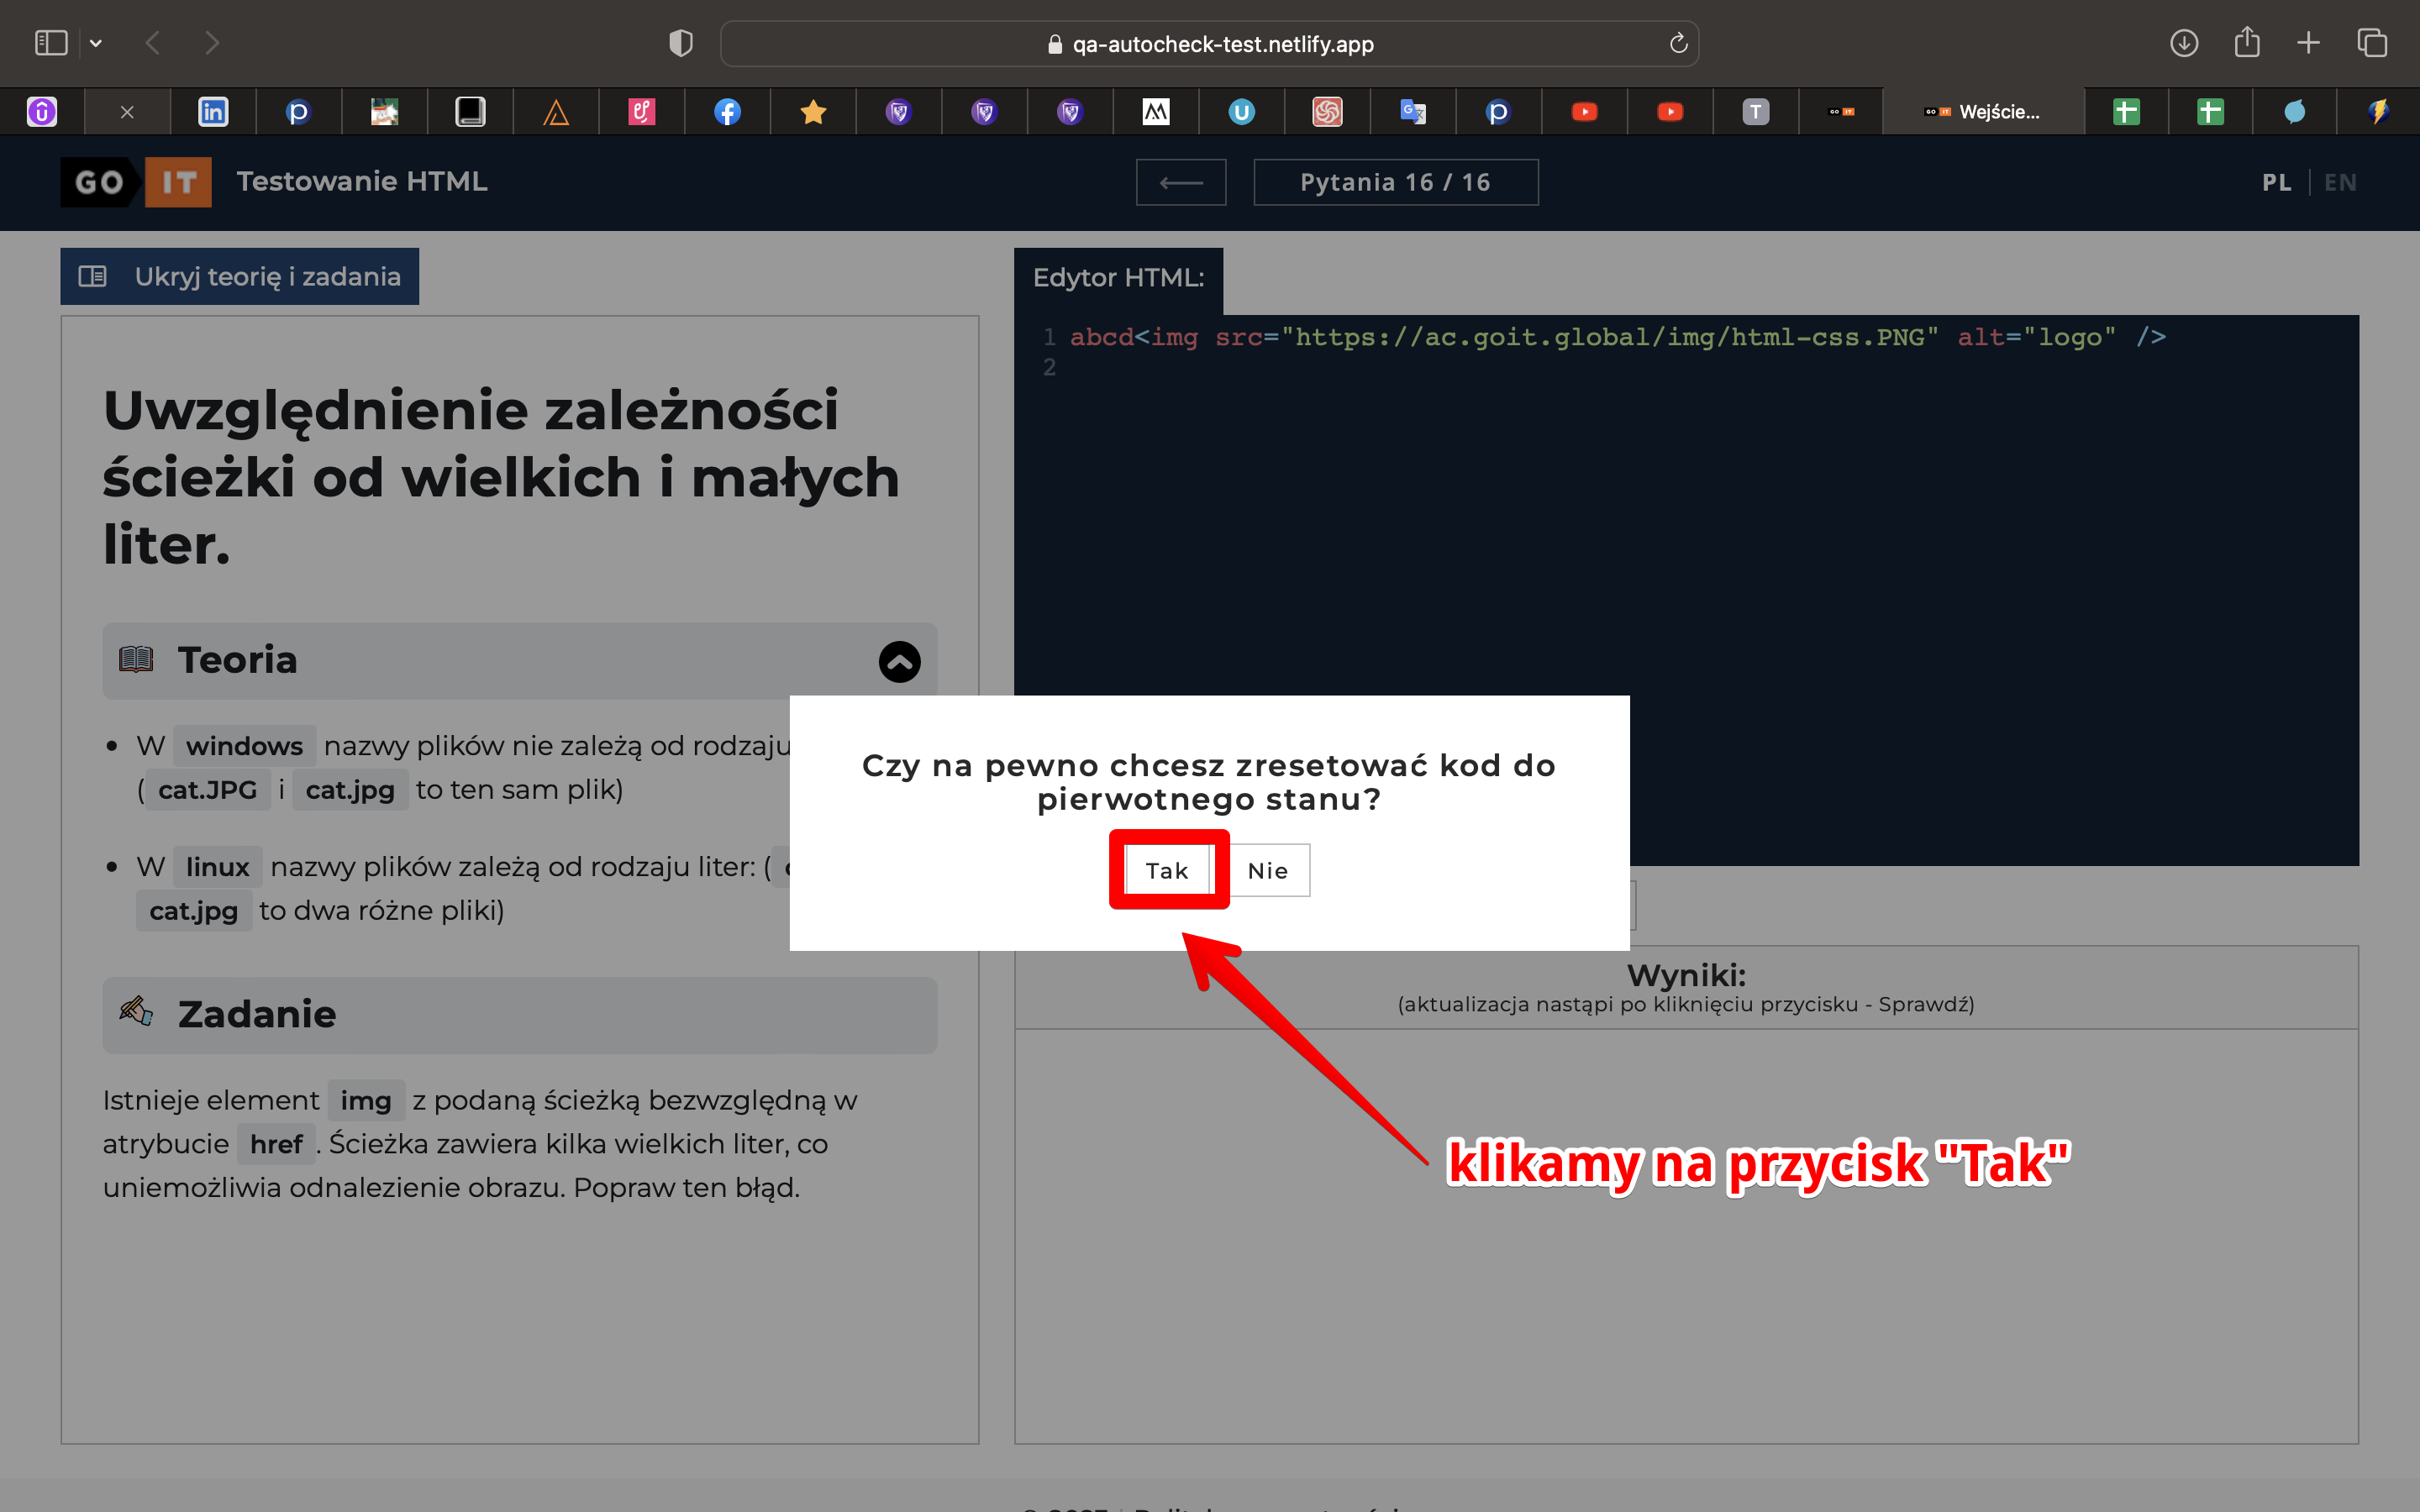 qa-autocheck-test.netlify.app
Wejście...
GO IT
Testowanie HTML
Pytania 16 / 16
PL | EN
Ukryj teorię i zadania
Edytor HTML:
1 abcd<img src="https://ac.goit.global/img/html-css.PNG" alt="logo" />
2
Uwzględnienie zależności
ścieżki od wielkich i małych
liter.
Teoria
W windows nazwy plików nie zależą od rodzaju
( cat.JPG i cat.jpg to ten sam plik)
W linux nazwy plików zależą od rodzaju liter: (
cat.jpg to dwa różne pliki)
Zadanie
Istnieje element img z podaną ścieżką bezwzględną w
atrybucie href . Ścieżka zawiera kilka wielkich liter, co
uniemożliwia odnalezienie obrazu. Popraw ten błąd.
Czy na pewno chcesz zresetować kod do
pierwotnego stanu?
Tak
Nie
Wyniki:
(aktualizacja nastąpi po kliknięciu przycisku - Sprawdź)
klikamy na przycisk "Tak"